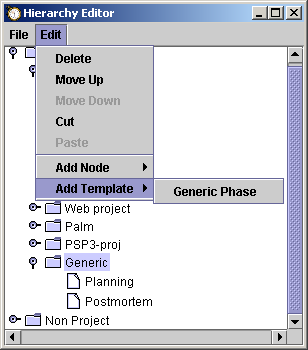 Hierarchy Editor
File Edit
Delete
Move Up
Move Down
Cut
Paste
Add Node
Add Template
Generic Phase
Web project
Palm
PSP3-proj
Generic
Planning
Postmortem
Non Project